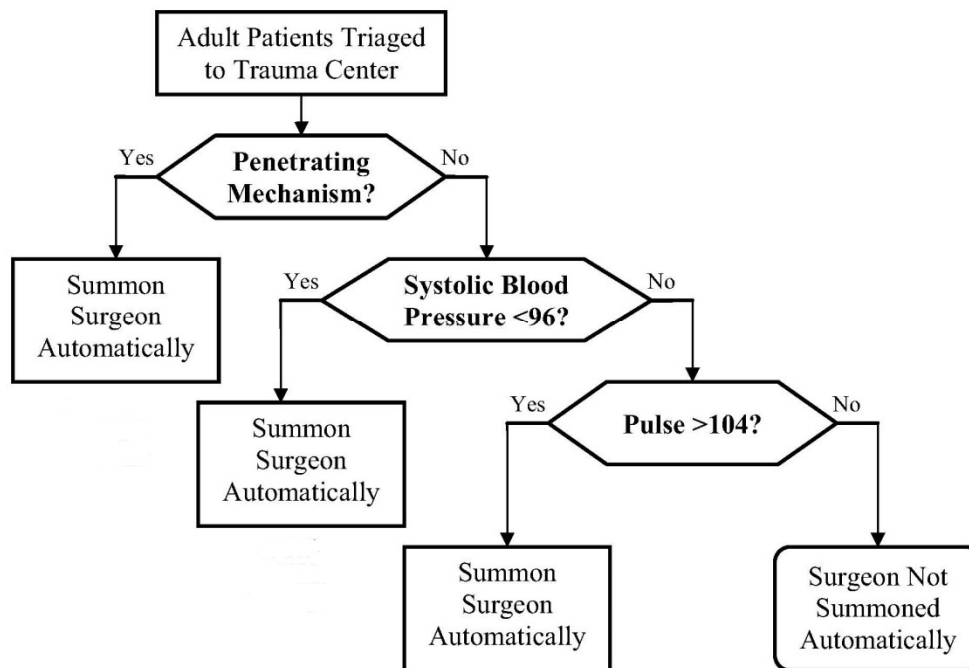 Adult Patients Triaged
to Trauma Center
Yes
Penetrating
Mechanism?
No
Summon
Surgeon
Automatically
Yes
Systolic Blood
Pressure <96?
No
Summon
Surgeon
Automatically
Yes
Pulse >104?
No
Summon
Surgeon
Automatically
Surgeon Not
Summoned
Automatically